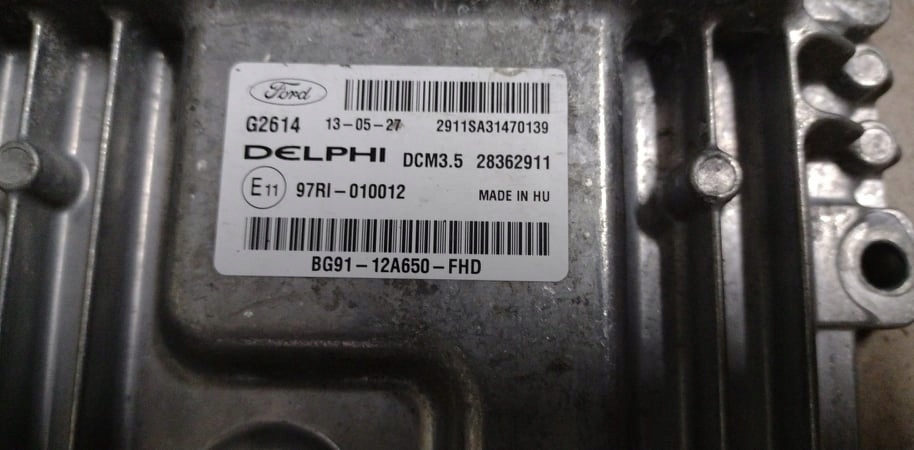 Ford
G2614 13-05-27 2911SA31470139
DELPHI DCM3.5 28362911
E11 97RI-010012 MADE IN HU
BG91-12A650-FHD